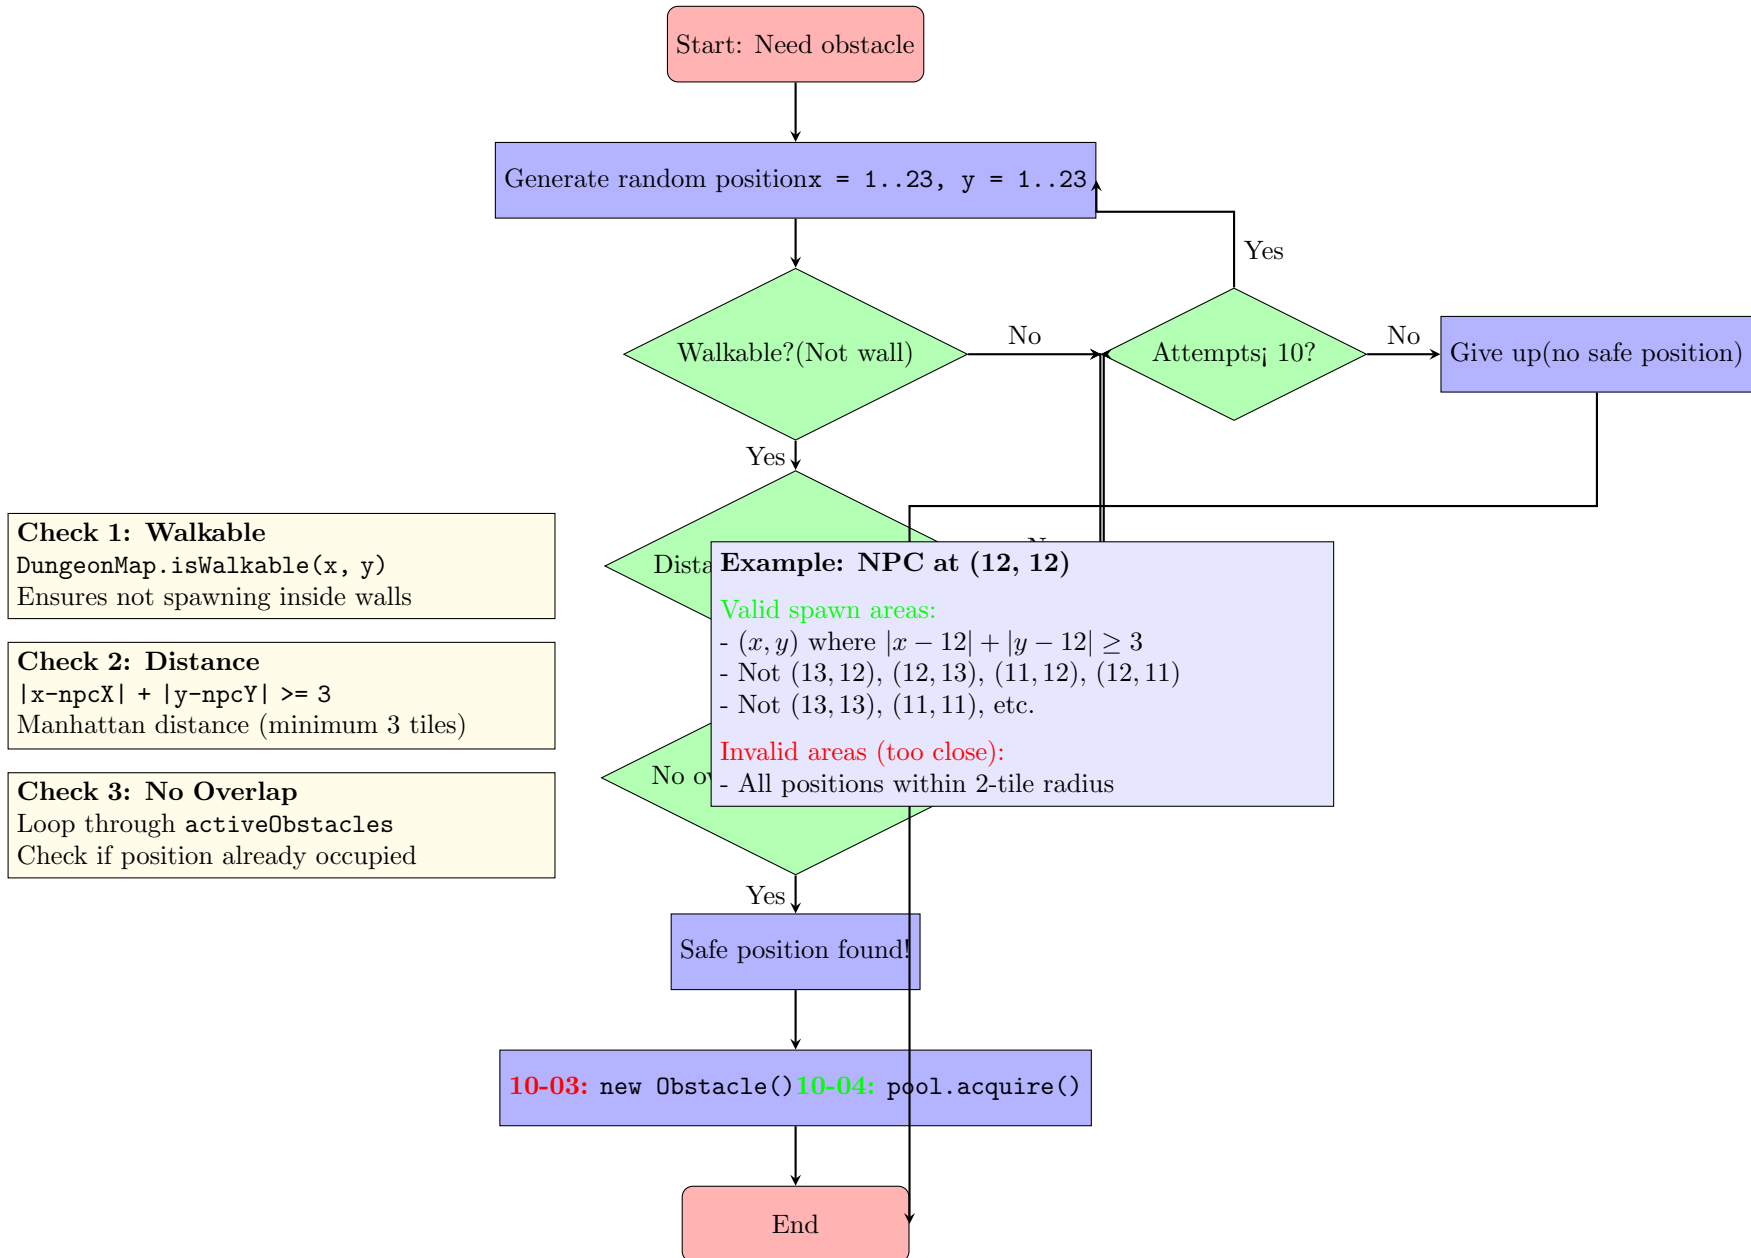 Start: Need obstacle
Generate random positionx = 1..23, y = 1..23
Yes
Walkable?(Not wall)
No
Attempts¡ 10?
No
Give up(no safe position)
Yes
Check 1: Walkable
DungeonMap.isWalkable(x, y)
Ensures not spawning inside walls
Check 2: Distance
|x-npcX| + |y-npcY| >= 3
Manhattan distance (minimum 3 tiles)
Check 3: No Overlap
Loop through activeObstacles
Check if position already occupied
Example: NPC at (12, 12)
Valid spawn areas:
- (x, y) where |x − 12| + |y − 12| ≥ 3
- Not (13, 12), (12, 13), (11, 12), (12, 11)
- Not (13, 13), (11, 11), etc.
Invalid areas (too close):
- All positions within 2-tile radius
No
Yes
Safe position found!
10-03: new Obstacle()10-04: pool.acquire()
End